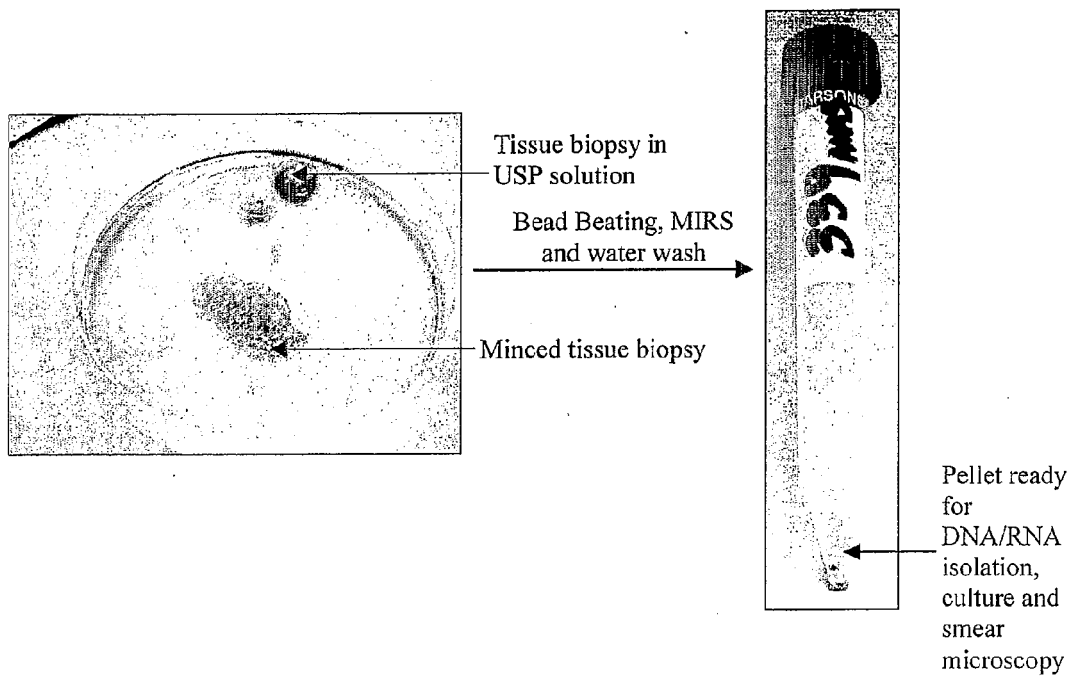 Tissue biopsy in
USP solution
Bead Beating, MIRS
and water wash
Minced tissue biopsy
Pellet ready
for
DNA/RNA
isolation,
culture and
smear
microscopy